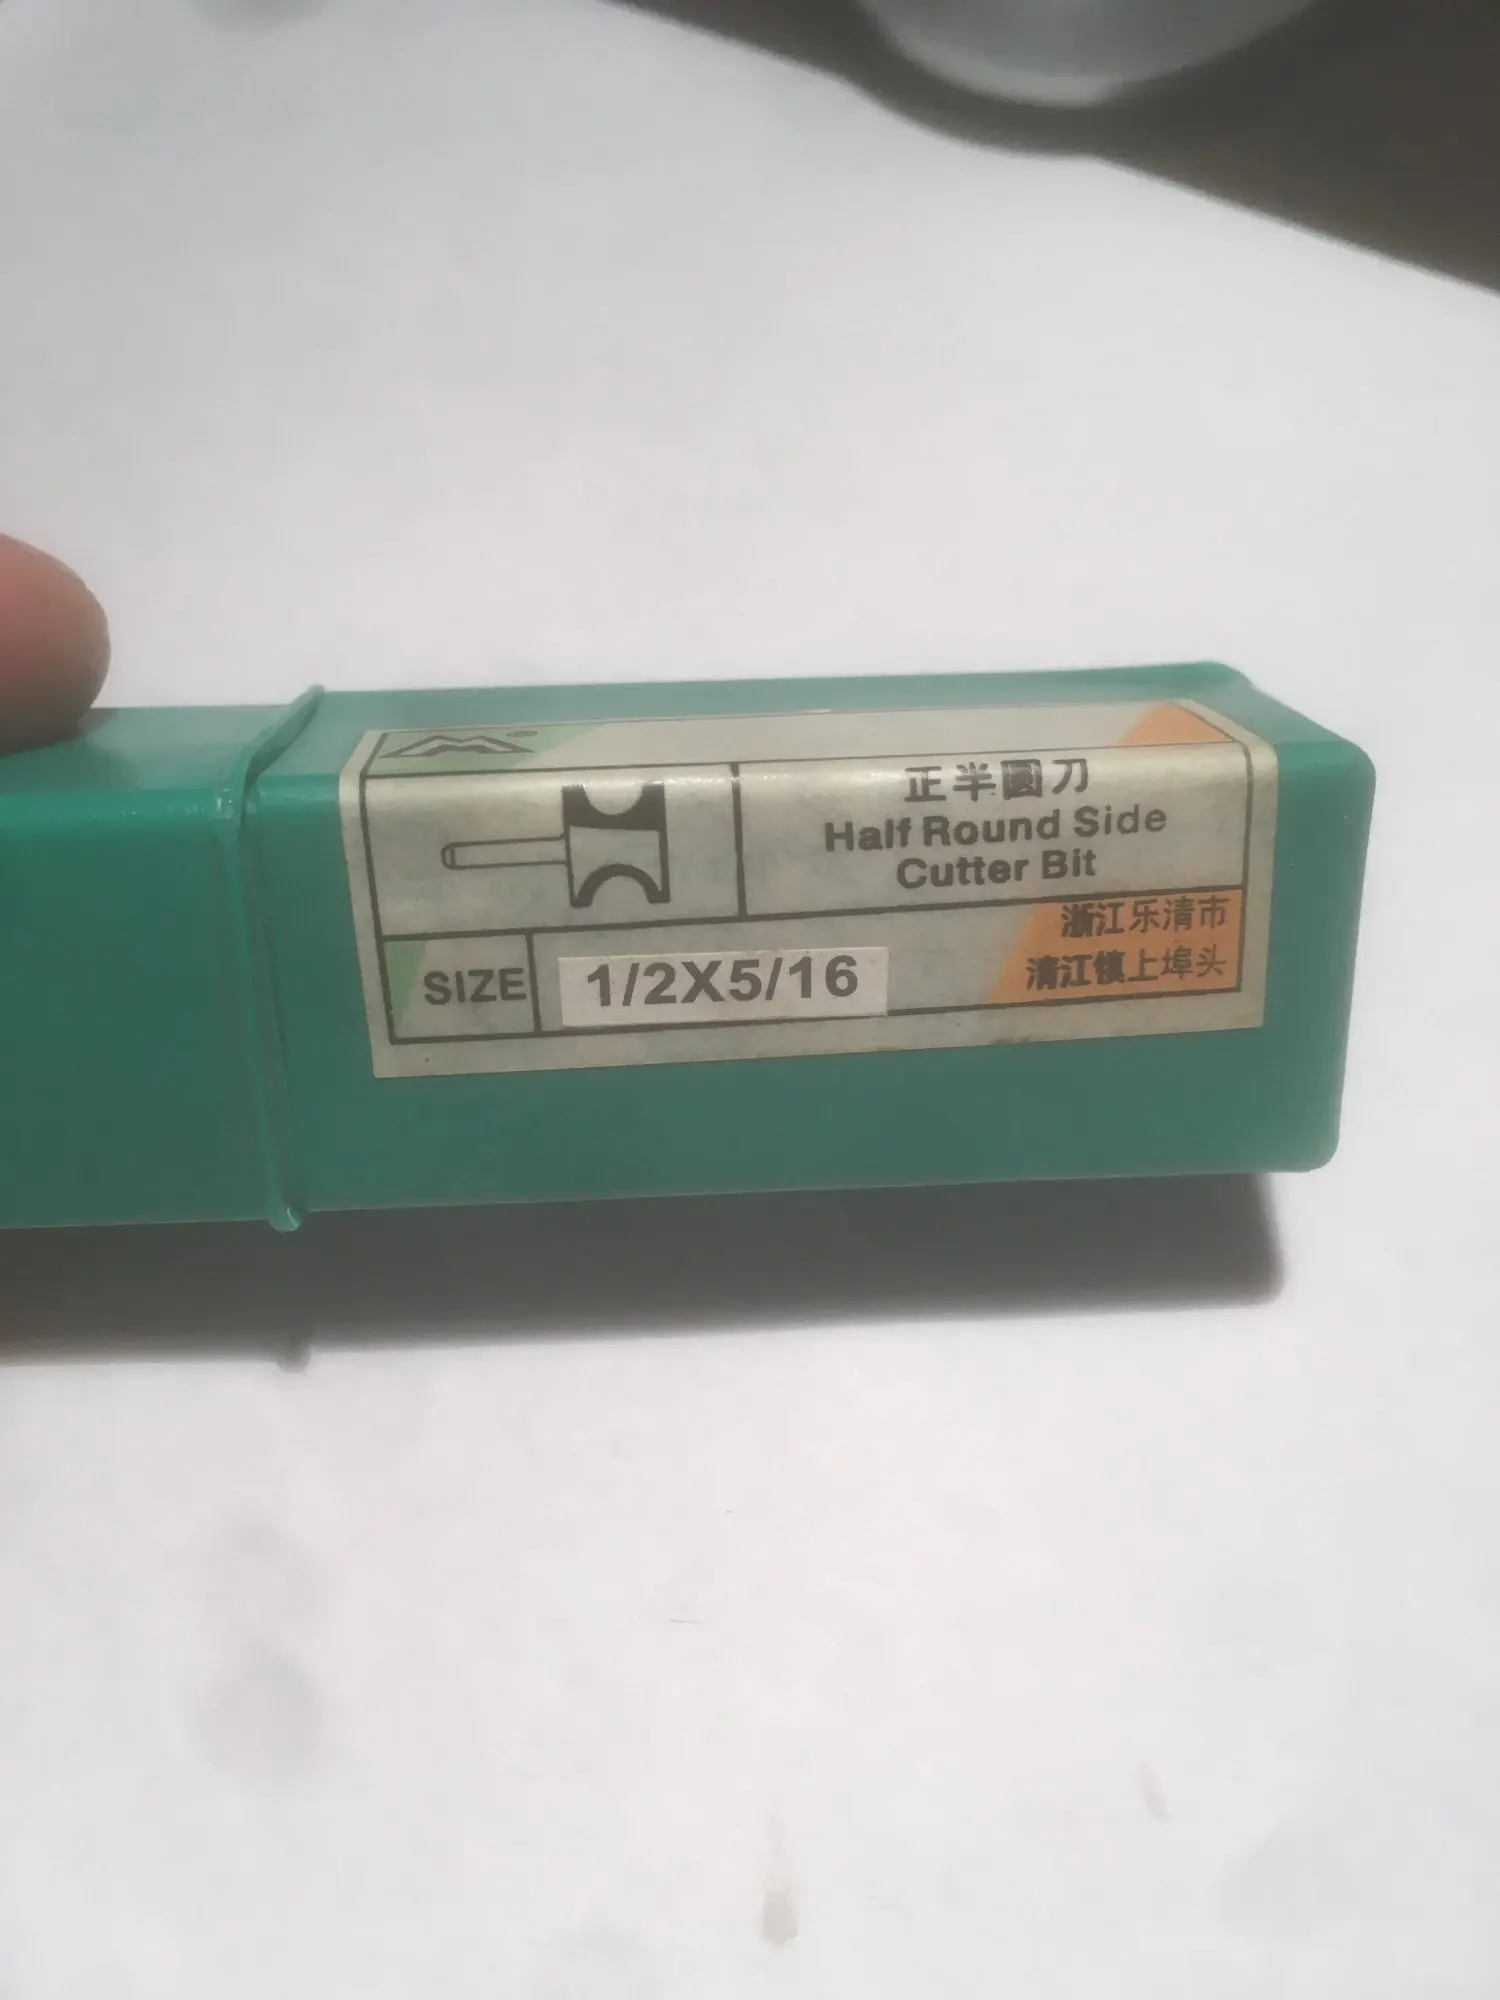 ®
正半圆刀
Half Round Side
Cutter Bit
SIZE
1/2X5/16
浙江乐清市
清江镇上埠头